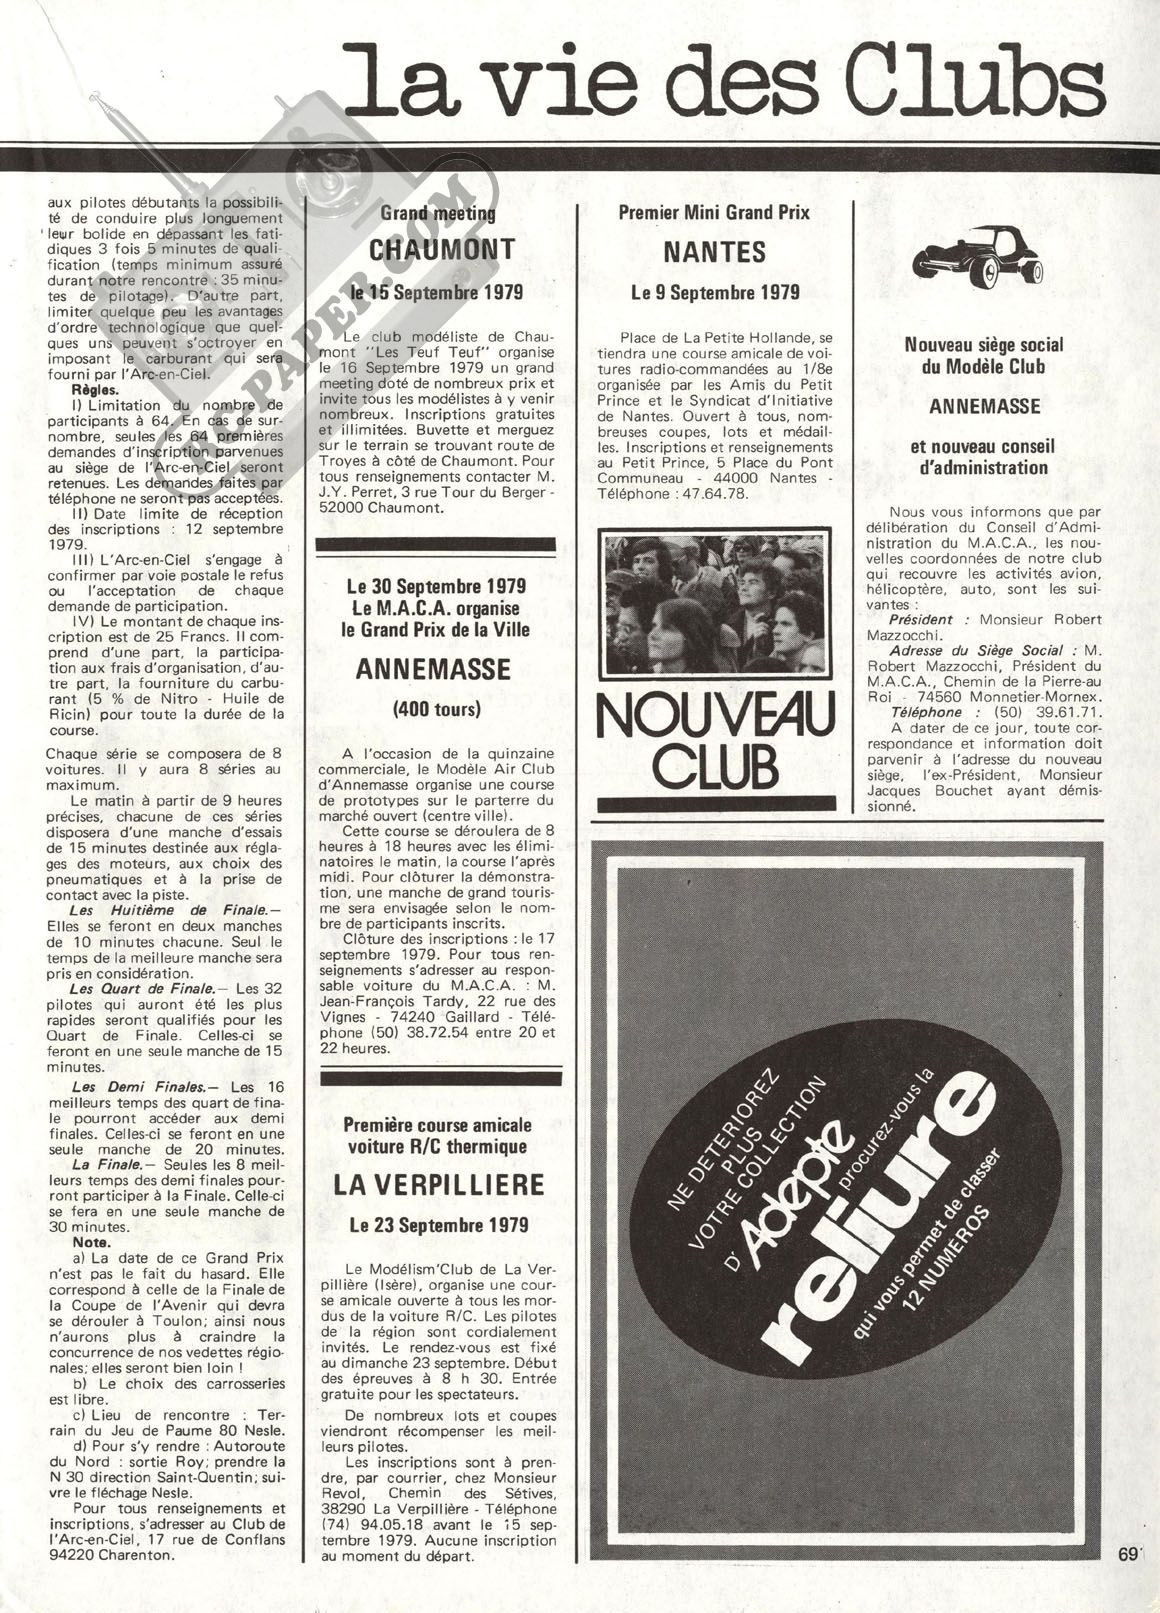 la vie des Clubs
aux pilotes débutants la possibili-
té de conduire plus longuement
leur bolide en dépassant les fati-
diques 3 fois 5 minutes de quali-
fication (temps minimum assuré
durant notre rencontre : 35 minu-
tes de pilotage). D'autre part,
limiter quelque peu les avantages
d'ordre technologique que quel-
ques uns peuvent s'octroyer en
imposant le carburant qui sera
fourni par l'Arc-en-Ciel.
Règles.
I) Limitation du nombre de
participants à 64. En cas de sur-
nombre, seules les 64 premières
demandes d'inscription parvenues
au siège de l'Arc-en-Ciel seront
retenues. Les demandes faites par
téléphone ne seront pas acceptées.
II) Date limite de réception
des inscriptions : 12 septembre
1979.
III) L'Arc-en-Ciel s'engage à
confirmer par voie postale le refus
ou l'acceptation de chaque
demande de participation.
IV) Le montant de chaque ins-
cription est de 25 Francs. Il com-
prend d'une part, la participa-
tion aux frais d'organisation, d'au-
tre part, la fourniture du carbu-
rant (5 % de Nitro - Huile de
Ricin) pour toute la durée de la
course.
Chaque série se composera de 8
voitures. Il y aura 8 séries au
maximum.
Le matin à partir de 9 heures
précises, chacune de ces séries
disposera d'une manche d'essais
de 15 minutes destinée aux régla-
ges des moteurs, aux choix des
pneumatiques et à la prise de
contact avec la piste.
Les Huitième de Finale.—
Elles se feront en deux manches
de 10 minutes chacune. Seul le
temps de la meilleure manche sera
pris en considération.
Les Quart de Finale.— Les 32
pilotes qui auront été les plus
rapides seront qualifiés pour les
Quart de Finale. Celles-ci se
feront en une seule manche de 15
minutes.
Les Demi Finales.— Les 16
meilleurs temps des quart de fina-
le pourront accéder aux demi
finales. Celles-ci se feront en une
seule manche de 20 minutes.
La Finale.— Seules les 8 meil-
leurs temps des demi finales pour-
ront participer à la Finale. Celle-ci
se fera en une seule manche de
30 minutes.
Note.
a) La date de ce Grand Prix
n'est pas le fait du hasard. Elle
correspond à celle de la Finale de
la Coupe de l'Avenir qui devra
se dérouler à Toulon; ainsi nous
n'aurons plus à craindre la
concurrence de nos vedettes régio-
nales; elles seront bien loin !
b) Le choix des carrosseries
est libre.
c) Lieu de rencontre : Ter-
rain du Jeu de Paume 80 Nesle.
d) Pour s'y rendre : Autoroute
du Nord : sortie Roy; prendre la
N 30 direction Saint-Quentin; sui-
vre le fléchage Nesle.
Pour tous renseignements et
inscriptions, s'adresser au Club de
l'Arc-en-Ciel, 17 rue de Conflans
94220 Charenton.
Grand meeting
CHAUMONT
le 15 Septembre 1979
Le club modéliste de Chau-
mont "Les Teuf Teuf" organise
le 16 Septembre 1979 un grand
meeting doté de nombreux prix et
invite tous les modélistes à y venir
nombreux. Inscriptions gratuites
et illimitées. Buvette et merguez
sur le terrain se trouvant route de
Troyes à côté de Chaumont. Pour
tous renseignements contacter M.
J.Y. Perret, 3 rue Tour du Berger -
52000 Chaumont.
Le 30 Septembre 1979
Le M.A.C.A. organise
le Grand Prix de la Ville
ANNEMASSE
(400 tours)
A l'occasion de la quinzaine
commerciale, le Modèle Air Club
d'Annemasse organise une course
de prototypes sur le parterre du
marché ouvert (centre ville).
Cette course se déroulera de 8
heures à 18 heures avec les élimi-
natoires le matin, la course l'après
midi. Pour clôturer la démonstra-
tion, une manche de grand touris-
me sera envisagée selon le nom-
bre de participants inscrits.
Clôture des inscriptions : le 17
septembre 1979. Pour tous ren-
seignements s'adresser au respon-
sable voiture du M.A.C.A. : M.
Jean-François Tardy, 22 rue des
Vignes - 74240 Gaillard - Télé-
phone (50) 38.72.54 entre 20 et
22 heures.
Première course amicale
voiture R/C thermique
LA VERPILLIERE
Le 23 Septembre 1979
Le Modélism'Club de La Ver-
pillière (Isère), organise une cour-
se amicale ouverte à tous les mor-
dus de la voiture R/C. Les pilotes
de la région sont cordialement
invités. Le rendez-vous est fixé
au dimanche 23 septembre. Début
des épreuves à 8 h 30. Entrée
gratuite pour les spectateurs.
De nombreux lots et coupes
viendront récompenser les meil-
leurs pilotes.
Les inscriptions sont à pren-
dre, par courrier, chez Monsieur
Revol, Chemin des Sétives,
38290 La Verpillière - Téléphone
(74) 94.05.18 avant le 15 sep-
tembre 1979. Aucune inscription
au moment du départ.
Premier Mini Grand Prix
NANTES
Le 9 Septembre 1979
Place de La Petite Hollande, se
tiendra une course amicale de voi-
tures radio-commandées au 1/8e
organisée par les Amis du Petit
Prince et le Syndicat d'Initiative
de Nantes. Ouvert à tous, nom-
breuses coupes, lots et médail-
les. Inscriptions et renseignements
au Petit Prince, 5 Place du Pont
Communeau - 44000 Nantes -
Téléphone : 47.64.78.
NOUVEAU
CLUB
Nouveau siège social
du Modèle Club
ANNEMASSE
et nouveau conseil
d'administration
Nous vous informons que par
délibération du Conseil d'Admi-
nistration du M.A.C.A., les nou-
velles coordonnées de notre club
qui recouvre les activités avion,
hélicoptère, auto, sont les sui-
vantes :
Président : Monsieur Robert
Mazzocchi.
Adresse du Siège Social : M.
Robert Mazzocchi, Président du
M.A.C.A., Chemin de la Pierre-au
Roi - 74560 Monnetier-Mornex.
Téléphone : (50) 39.61.71.
A dater de ce jour, toute cor-
respondance et information doit
parvenir à l'adresse du nouveau
siège, l'ex-Président, Monsieur
Jacques Bouchet ayant démis-
sionné.
NE DETERIOREZ
PLUS
VOTRE COLLECTION
D'Adepte
procurez-vous la
reliure
qui vous permet de classer
12 NUMEROS
69
RC-PAPER.COM